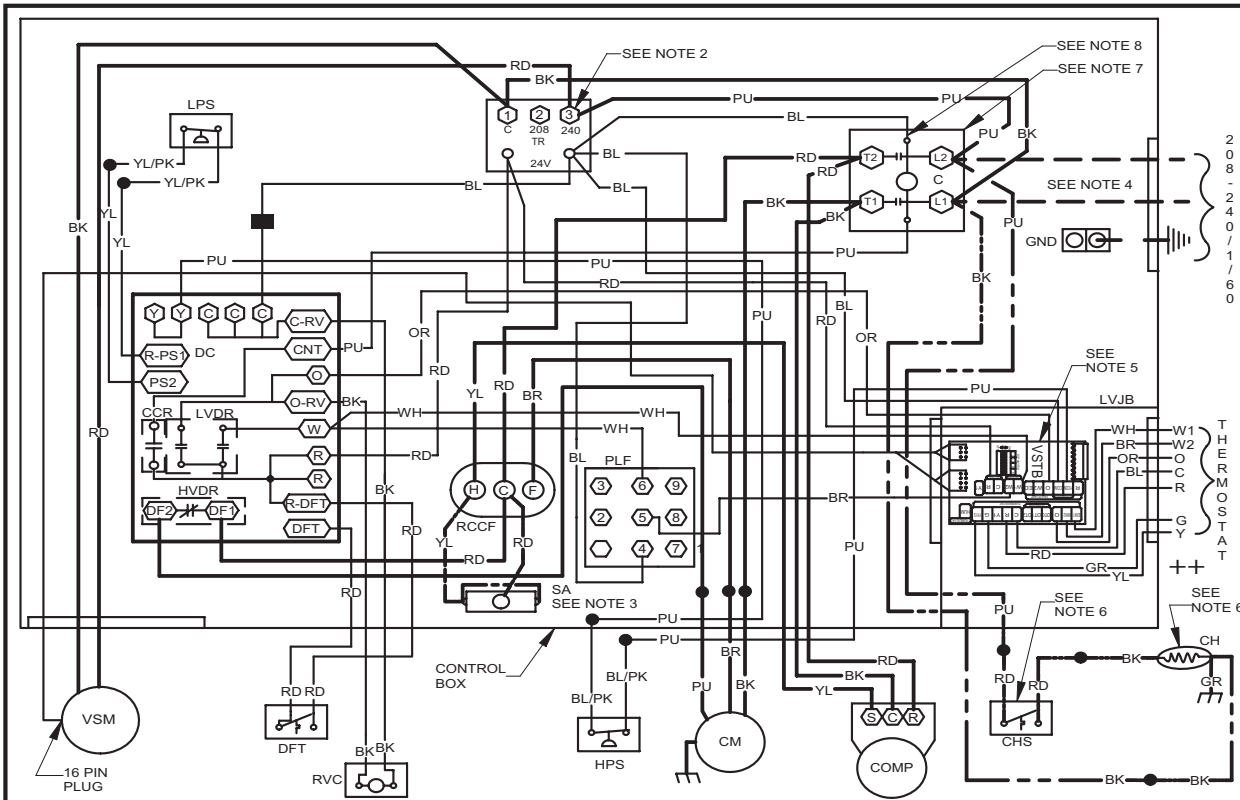 SEE NOTE 2
SEE NOTE 8
SEE NOTE 7
RD
BK
PU
PU
BL
PU
BK
LPS
1
2
3
C
208
240
TR
24V
YL/PK
YL/PK
BL
BL
BL
RD
RD
T2
L2
C
T1
L1
BK
BK
SEE NOTE 4
208-240/1/60
GND
BK
YL
YL
PU
PU
PU
RD
PU
BK
BL
RD
OR
PU
Y
Y
C
C
C
C-RV
R-PS1
DC
CNT
PU
PS2
O
O-RV
BK
CCR
LVDR
W
R
R
HVDR
DF2
DF1
R-DFT
DFT
OR
RD
RD
WH
WH
WH
YL
RD
BR
BL
BK
RD
RD
H
C
F
RCCF
YL
RD
RD
PLF
3
6
9
2
5
8
4
7
1
BR
PU
PU
SEE
NOTE 5
LVJB
VSTB
WH
W1
BR
W2
OR
O
BL
C
R
G
Y
RD
GR
YL
THERMOSTAT
++
SA
SEE NOTE 3
PU
PU
CONTROL
BOX
BL/PK
BL/PK
PU
BR
BK
RD
BK
YL
PU
SEE
NOTE 6
SEE
NOTE 6
CH
BK
GR
RD
RD
CHS
RD
VSM
16 PIN
PLUG
RD
RD
DFT
BK
BK
RVC
HPS
CM
S
C
R
COMP
BK
BK